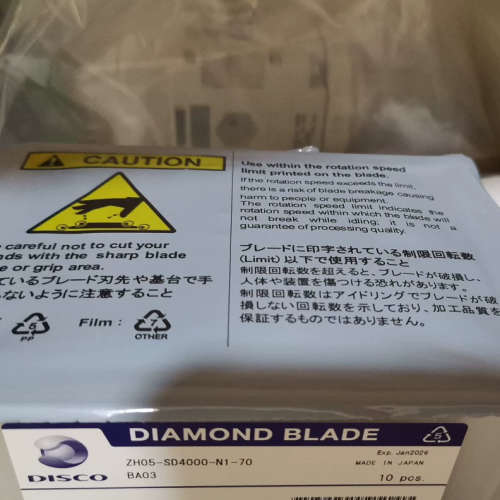 CAUTION
careful not to cut your
with the sharp blade
or grip area.
ているブレード刃先や基台で手
ないように注意すること
5
PP
Film :
7
OTHER
Use within the rotation speed
limit printed on the blade.
If the rotation speed exceeds the limit,
there is a risk of blade breakage causing
harm to people or equipment.
The rotation speed limit indicates the
rotation speed within which the blade will
not break while idling; it is not a
guarantee of processing quality.
ブレードに印字されている制限回転数
(Limit) 以下で使用すること
制限回転数を超えると、ブレードが破損し、
人体や装置を傷つける恐れがあります。
制限回転数はアイドリングでブレードが破
損しない回転数を示しており、加工品質を
保証するものではありません。
DIAMOND BLADE
5
DISCO
ZH05-SD4000-N1-70
BA03
Exp. Jan2026
MADE IN JAPAN
10 pcs.